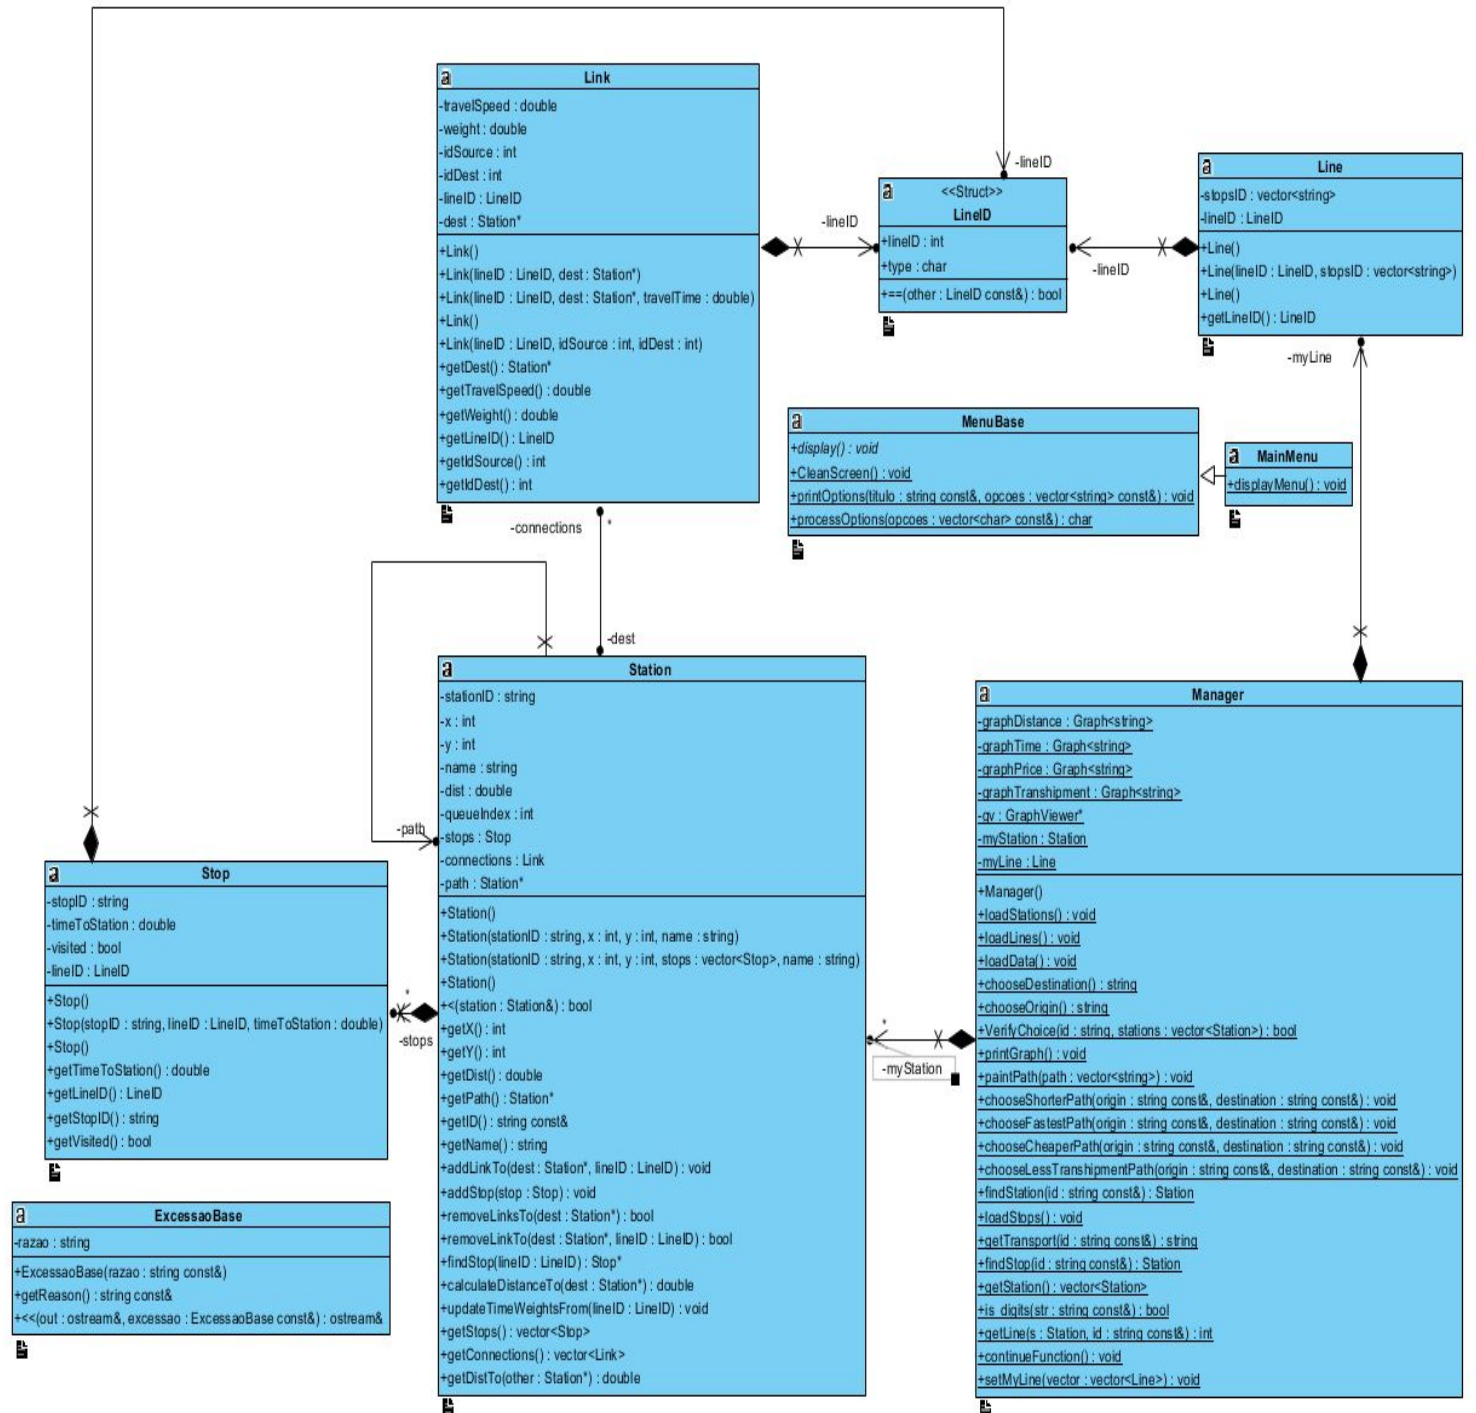 Link
-travelSpeed : double
-weight : double
-idSource : int
-idDest : int
-lineID : LineID
-dest : Station*
+Link()
+Link(lineID : LineID, dest : Station*)
+Link(lineID : LineID, dest : Station*, travelTime : double)
+Link()
+Link(lineID : LineID, idSource : int, idDest : int)
+getDest() : Station*
+getTravelSpeed() : double
+getWeight() : double
+getLineID() : LineID
+getIdSource() : int
+getIdDest() : int
-lineID
-lineID
<<Struct>>
LineID
+lineID : int
+type : char
+==(other : LineID const&) : bool
-lineID
Line
-stopsID : vector<string>
-lineID : LineID
+Line()
+Line(lineID : LineID, stopsID : vector<string>)
+Line()
+getLineID() : LineID
-myLine
MenuBase
+display() : void
+CleanScreen() : void
+printOptions(titulo : string const&, opcoes : vector<string> const&) : void
+processOptions(opcoes : vector<char> const&) : char
MainMenu
+displayMenu() : void
-connections
*
-dest
-path
Station
-stationID : string
-x : int
-y : int
-name : string
-dist : double
-queueIndex : int
-stops : Stop
-connections : Link
-path : Station*
+Station()
+Station(stationID : string, x : int, y : int, name : string)
+Station(stationID : string, x : int, y : int, stops : vector<Stop>, name : string)
+Station()
+<(station : Station&) : bool
+getX() : int
+getY() : int
+getDist() : double
+getPath() : Station*
+getID() : string const&
+getName() : string
+addLinkTo(dest : Station*, lineID : LineID) : void
+addStop(stop : Stop) : void
+removeLinksTo(dest : Station*) : bool
+removeLinkTo(dest : Station*, lineID : LineID) : bool
+findStop(lineID : LineID) : Stop*
+calculateDistanceTo(dest : Station*) : double
+updateTimeWeightsFrom(lineID : LineID) : void
+getStops() : vector<Stop>
+getConnections() : vector<Link>
+getDistTo(other : Station*) : double
*
-stops
*
-myStation
Manager
-graphDistance : Graph<string>
-graphTime : Graph<string>
-graphPrice : Graph<string>
-graphTranshipment : Graph<string>
-gv : GraphViewer*
-myStation : Station
-myLine : Line
+Manager()
+loadStations() : void
+loadLines() : void
+loadData() : void
+chooseDestination() : string
+chooseOrigin() : string
+VerifyChoice(id : string, stations : vector<Station>) : bool
+printGraph() : void
+paintPath(path : vector<string>) : void
+chooseShorterPath(origin : string const&, destination : string const&) : void
+chooseFastestPath(origin : string const&, destination : string const&) : void
+chooseCheaperPath(origin : string const&, destination : string const&) : void
+chooseLessTranshipmentPath(origin : string const&, destination : string const&) : void
+findStation(id : string const&) : Station
+loadStops() : void
+getTransport(id : string const&) : string
+findStop(id : string const&) : Station
+getStation() : vector<Station>
+is_digits(str : string const&) : bool
+getLine(s : Station, id : string const&) : int
+continueFunction() : void
+setMyLine(vector : vector<Line>) : void
Stop
-stopID : string
-timeToStation : double
-visited : bool
-lineID : LineID
+Stop()
+Stop(stopID : string, lineID : LineID, timeToStation : double)
+Stop()
+getTimeToStation() : double
+getLineID() : LineID
+getStopID() : string
+getVisited() : bool
ExcessaoBase
-razao : string
+ExcessaoBase(razao : string const&)
+getReason() : string const&
+<<(out : ostream&, excessao : ExcessaoBase const&) : ostream&